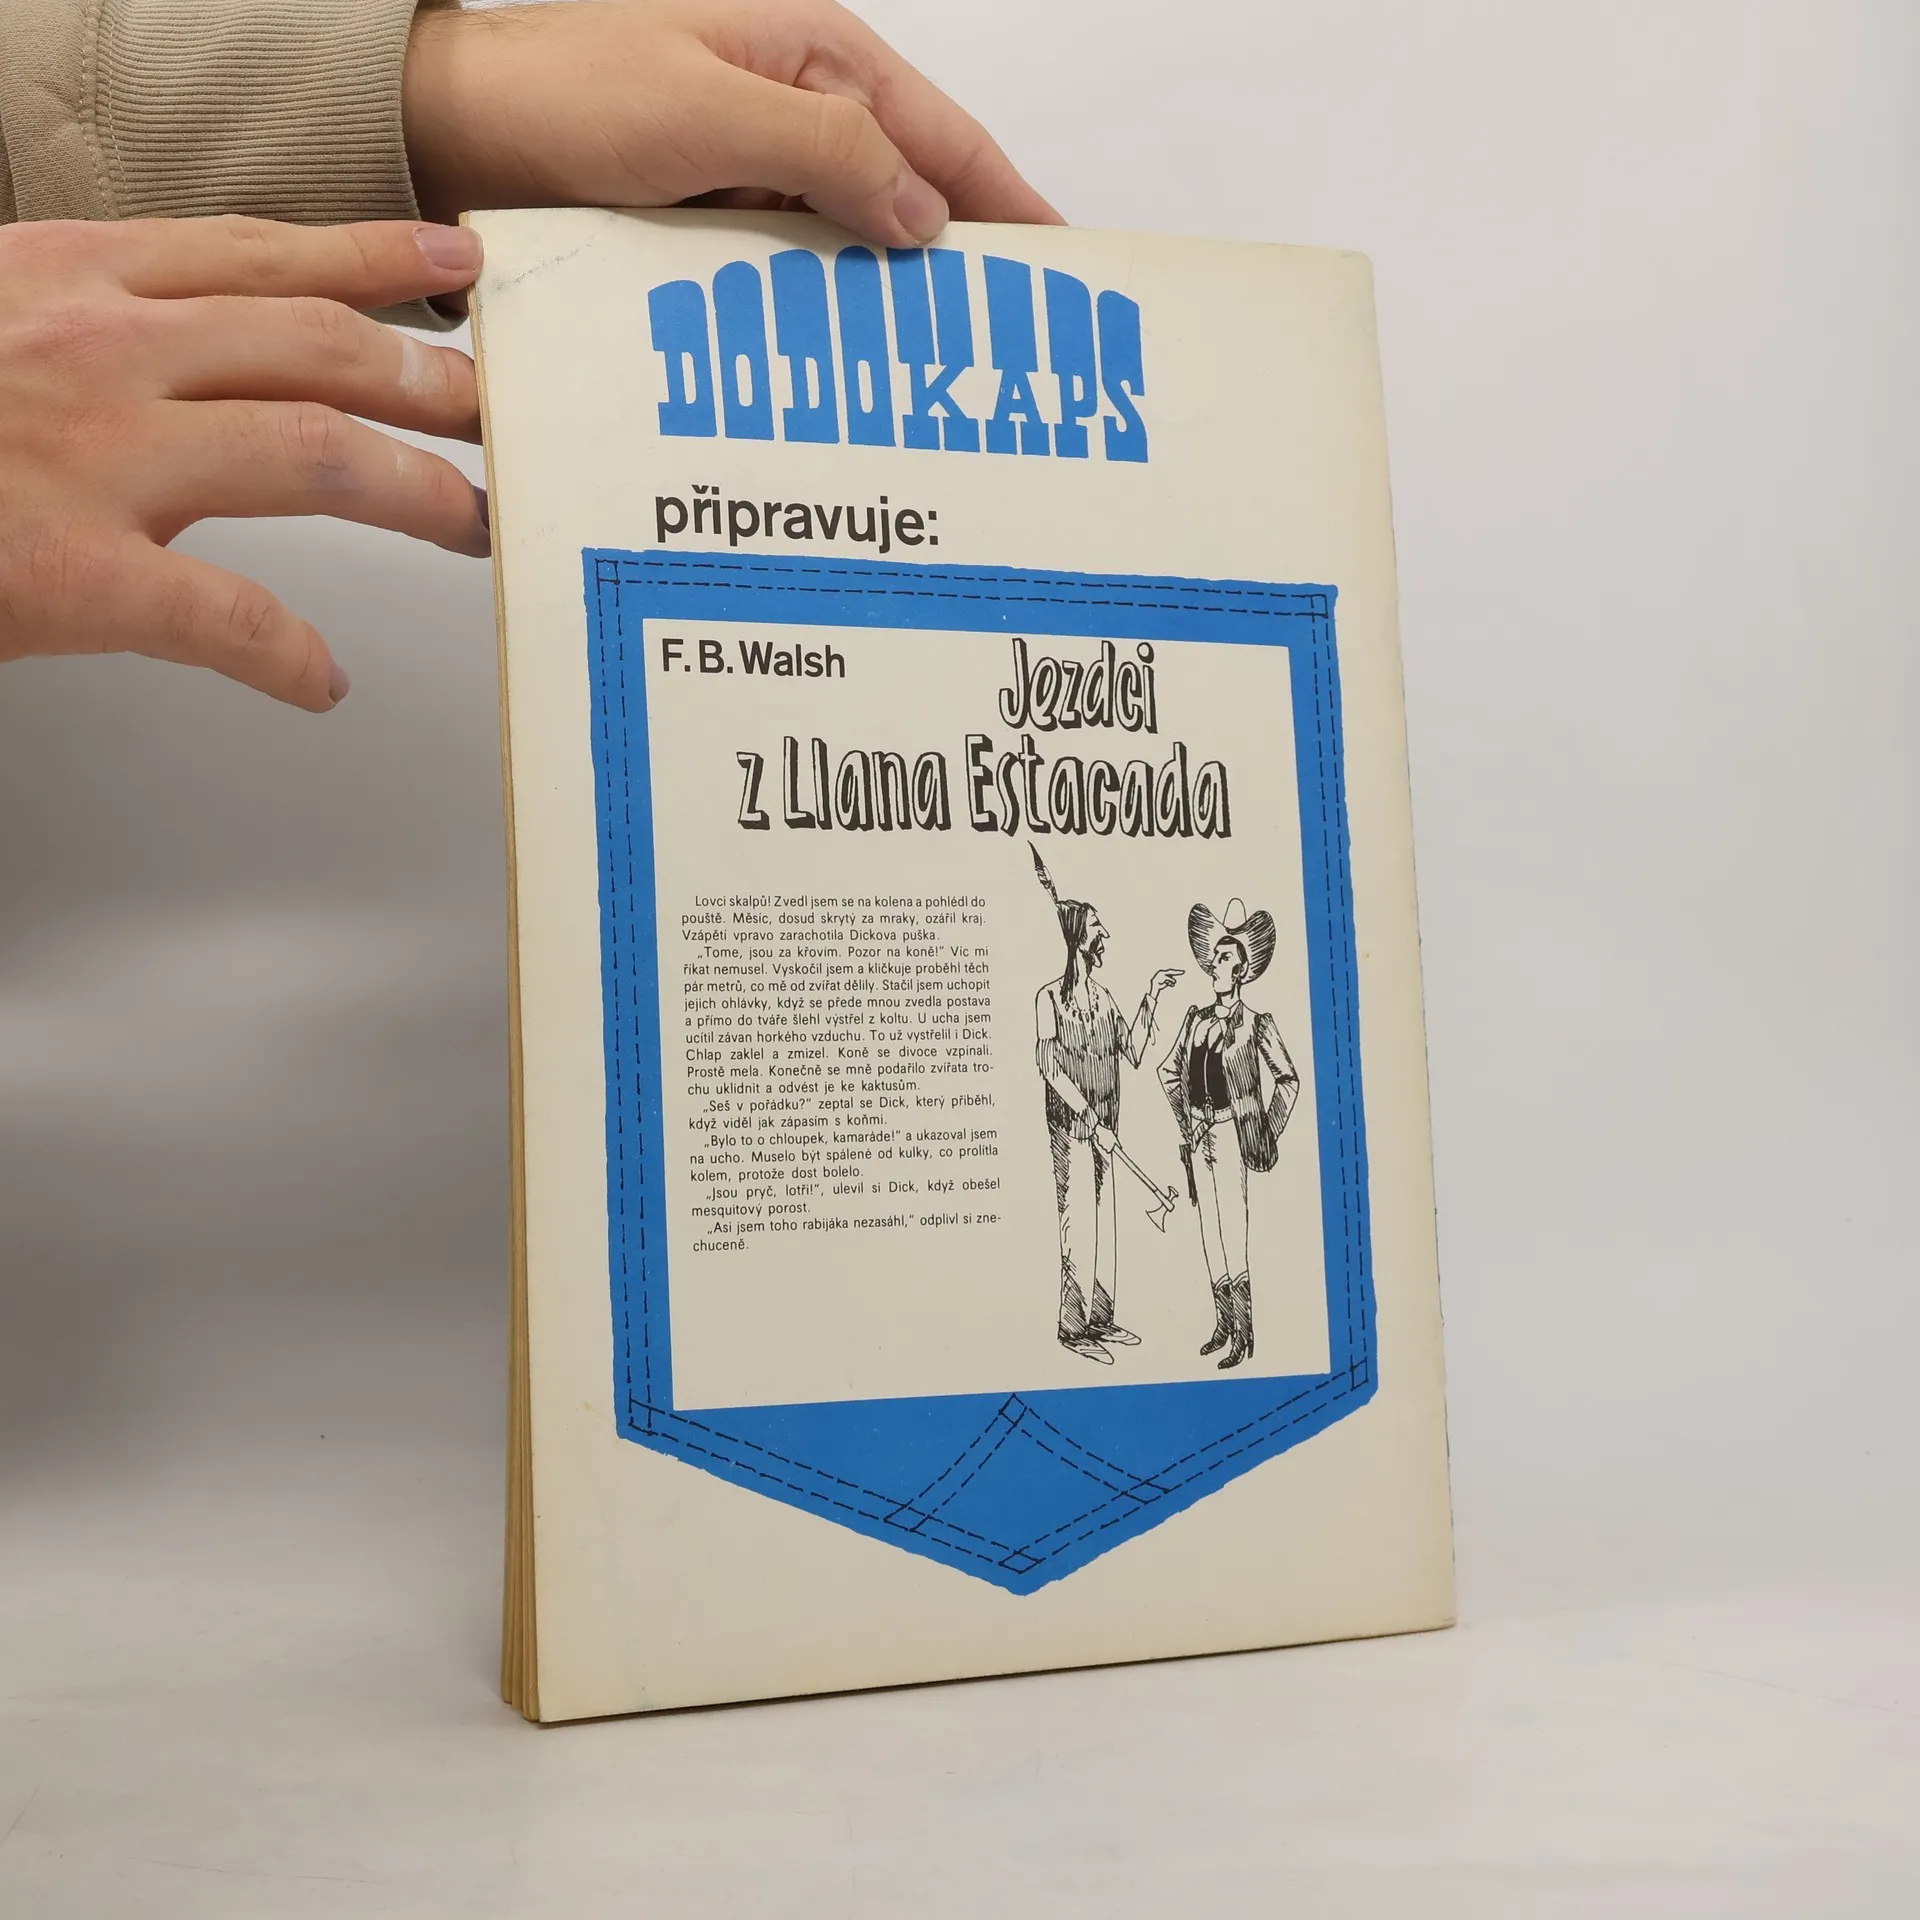 DODOKAPS
připravuje:
F. B. Walsh
Jezdci
z Llana Estacada
Lovci skalpů! Zvedl jsem se na kolena a pohlédl do
pouště. Měsíc, dosud skrytý za mraky, ozářil kraj.
Vzápětí vpravo zarachotila Dickova puška.
„Tome, jsou za křovím. Pozor na koně!" Víc mi
říkat nemusel. Vyskočil jsem a kličkuje proběhl těch
pár metrů, co mě od zvířat dělily. Stačil jsem uchopit
jejich ohlávky, když se přede mnou zvedla postava
a přímo do tváře šlehl výstřel z koltu. U ucha jsem
ucítil závan horkého vzduchu. To už vystřelil i Dick.
Chlap zaklel a zmizel. Koně se divoce vzpínali.
Prostě mela. Konečně se mně podařilo zvířata tro-
chu uklidnit a odvést je ke kaktusům.
„Seš v pořádku?" zeptal se Dick, který přiběhl,
když viděl jak zápasím s koňmi.
„Bylo to o chloupek, kamaráde!" a ukazoval jsem
na ucho. Muselo být spálené od kulky, co prolítla
kolem, protože dost bolelo.
„Jsou pryč, lotři!", ulevil si Dick, když obešel
mesquitový porost.
„Asi jsem toho rabijáka nezasáhl," odplivl si zne-
chuceně.